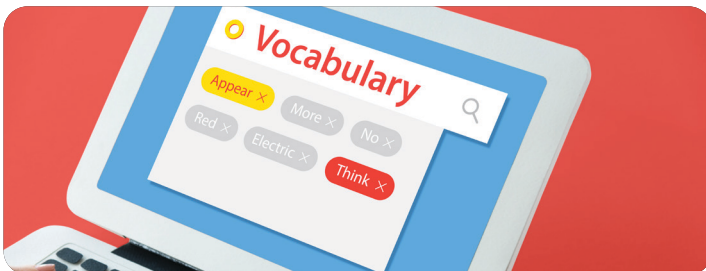 Vocabulary
Appear × More × No ×
Red × Electric × Think ×